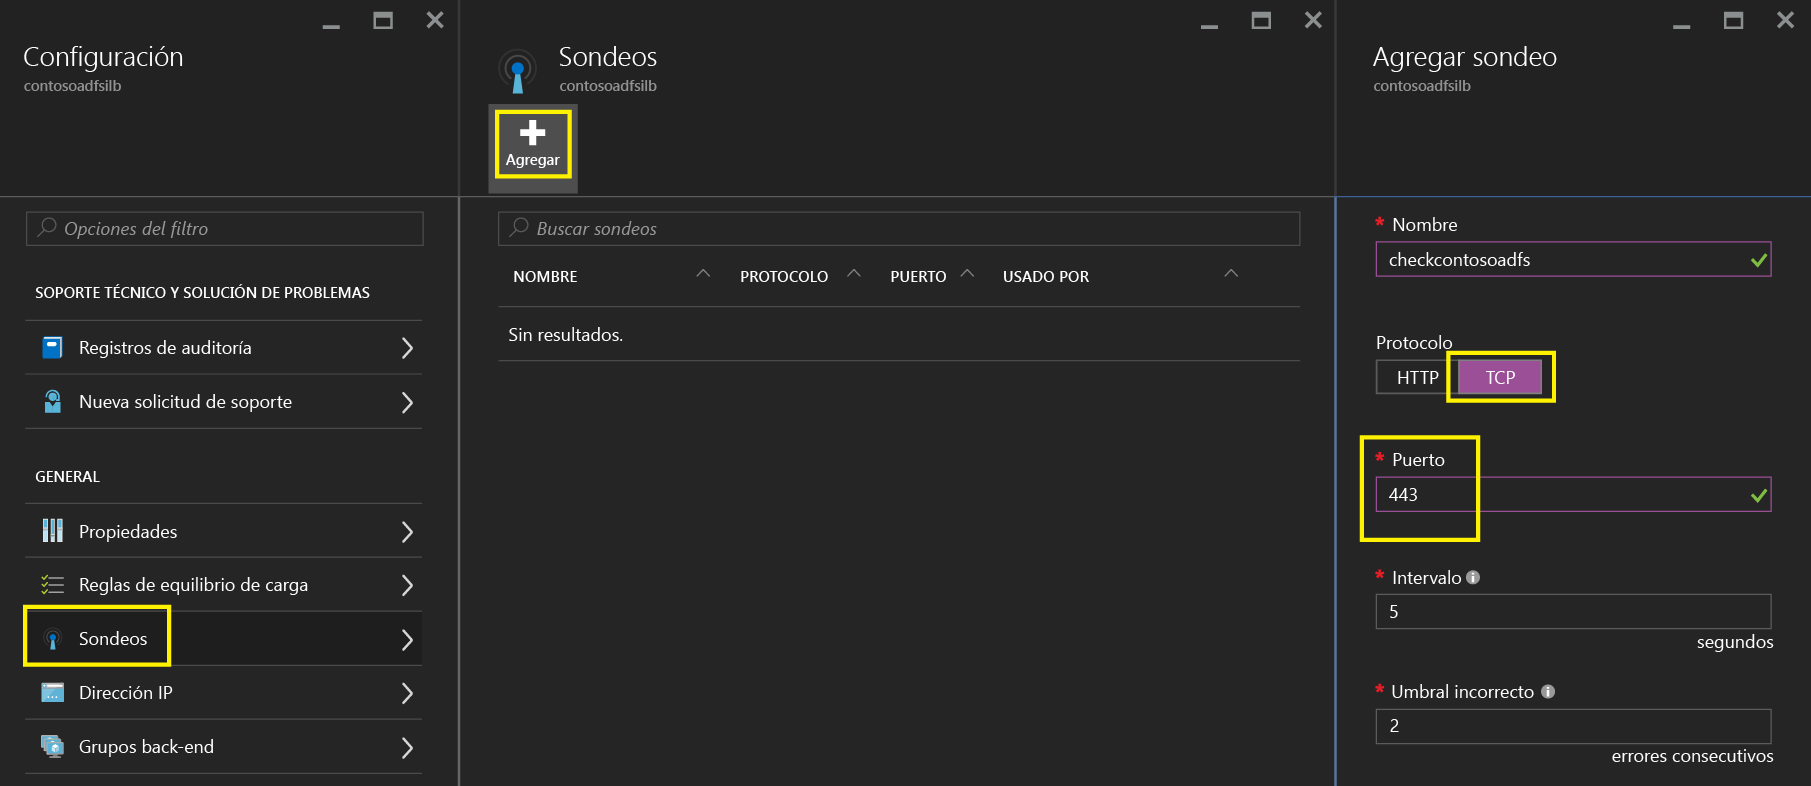 Configuración
contosoadfsilb
Opciones del filtro
SOPORTE TÉCNICO Y SOLUCIÓN DE PROBLEMAS
Registros de auditoría
Nueva solicitud de soporte
GENERAL
Propiedades
Reglas de equilibrio de carga
Sondeos
Dirección IP
Grupos back-end
Sondeos
contosoadfsilb
Agregar
Buscar sondeos
NOMBRE PROTOCOLO PUERTO USADO POR
Sin resultados.
Agregar sondeo
contosoadfsilb
* Nombre
checkcontosoadfs
Protocolo
HTTP TCP
* Puerto
443
* Intervalo
5
segundos
* Umbral incorrecto
2
errores consecutivos